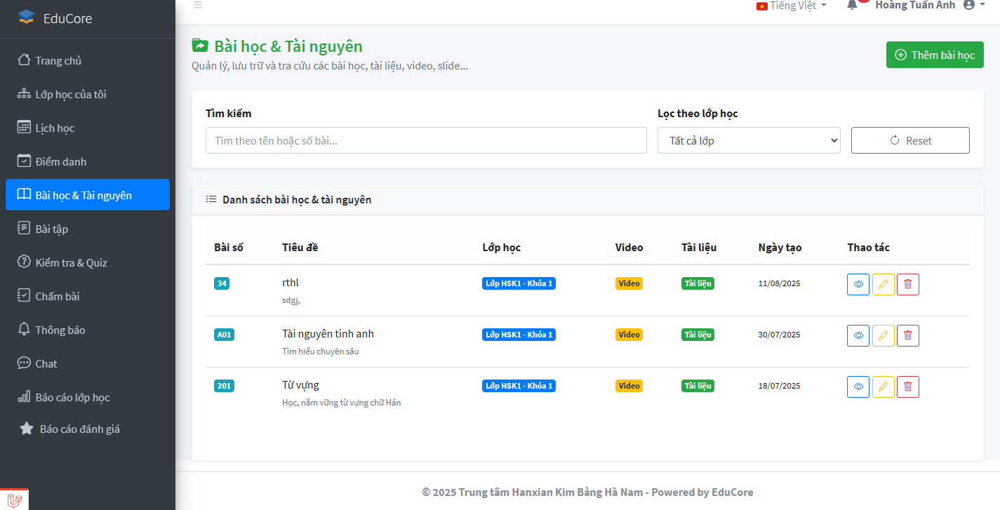 EduCore
Tiếng Việt
Hoàng Tuấn Anh
Trang chủ
Lớp học của tôi
Lịch học
Điểm danh
Bài học & Tài nguyên
Bài tập
Kiểm tra & Quiz
Chấm bài
Thông báo
Chat
Báo cáo lớp học
Báo cáo đánh giá
Bài học & Tài nguyên
Quản lý, lưu trữ và tra cứu các bài học, tài liệu, video, slide...
Thêm bài học
Tìm kiếm
Lọc theo lớp học
Tìm theo tên hoặc số bài...
Tất cả lớp
Reset
Danh sách bài học & tài nguyên
Bài số Tiêu đề Lớp học Video Tài liệu Ngày tạo Thao tác
34 rthl Lớp HSK1 - Khóa 1 Video Tài liệu 11/08/2025
sdgj,
A01 Tài nguyên tinh anh Lớp HSK1 - Khóa 1 Video Tài liệu 30/07/2025
Tìm hiểu chuyên sâu
201 Từ vựng Lớp HSK1 - Khóa 1 Video Tài liệu 18/07/2025
Học, nắm vững từ vựng chữ Hán
© 2025 Trung tâm Hanxian Kim Bảng Hà Nam - Powered by EduCore